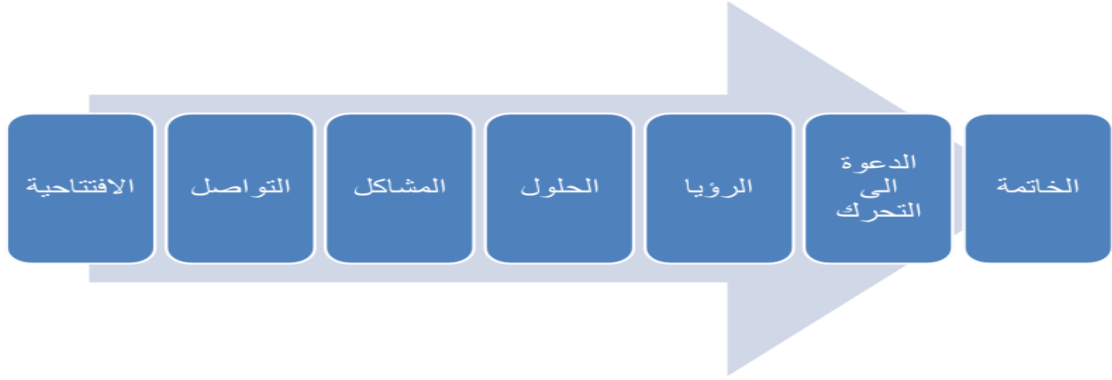 الافتتاحية
التواصل
المشاكل
الحلول
الرؤيا
الدعوة
الى
التحرك
الخاتمة